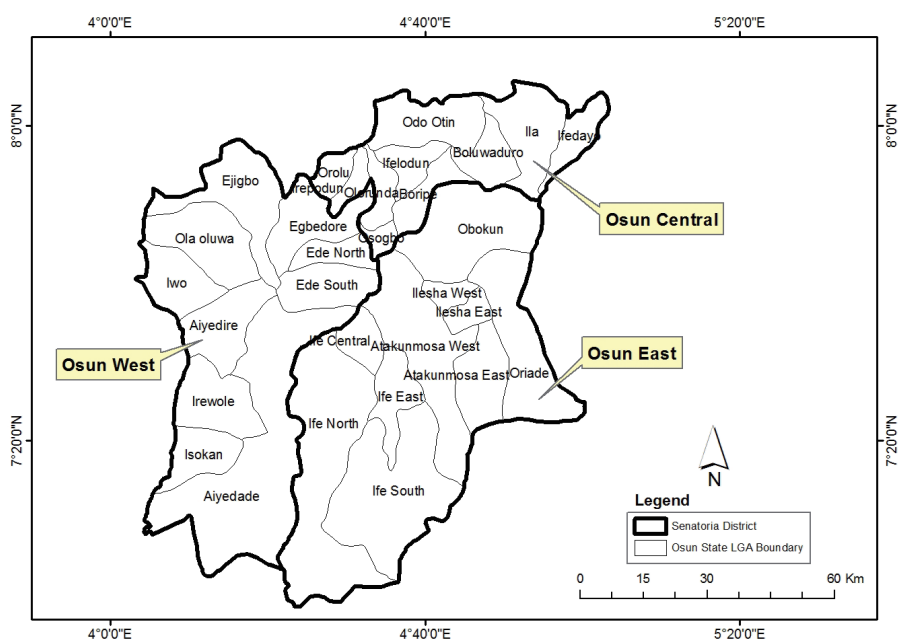 4°0'0"E 4°40'0"E 5°20'0"E
8°0'0"N 8°0'0"N
Odo Otin
Ila
Ifedayo
Boluwaduro
Ifelodun
Orolu
Ejigbo
Irepodun
Olorunda
Boripe
Osun Central
Egbedore
Obokun
Ola oluwa
Osogbo
Ede North
Iwo
Ede South
Ilesha West
Ilesha East
Aiyedire
Ife Central
Atakunmosa West
Osun East
Osun West
Atakunmosa East
Oriade
Ife East
Irewole
Ife North
7°20'0"N 7°20'0"N
Isokan
N
Ife South
Aiyedade
Legend
Senatoria District
Osun State LGA Boundary
0 15 30 60 Km
4°0'0"E 4°40'0"E 5°20'0"E